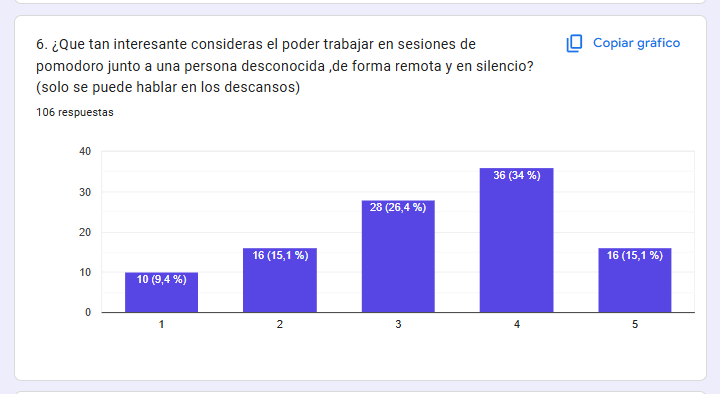 6. ¿Que tan interesante consideras el poder trabajar en sesiones de
pomodoro junto a una persona desconocida ,de forma remota y en silencio?
(solo se puede hablar en los descansos)
Copiar gráfico
106 respuestas
40
30
20
10
0
10 (9,4 %)
16 (15,1 %)
28 (26,4 %)
36 (34 %)
16 (15,1 %)
1
2
3
4
5